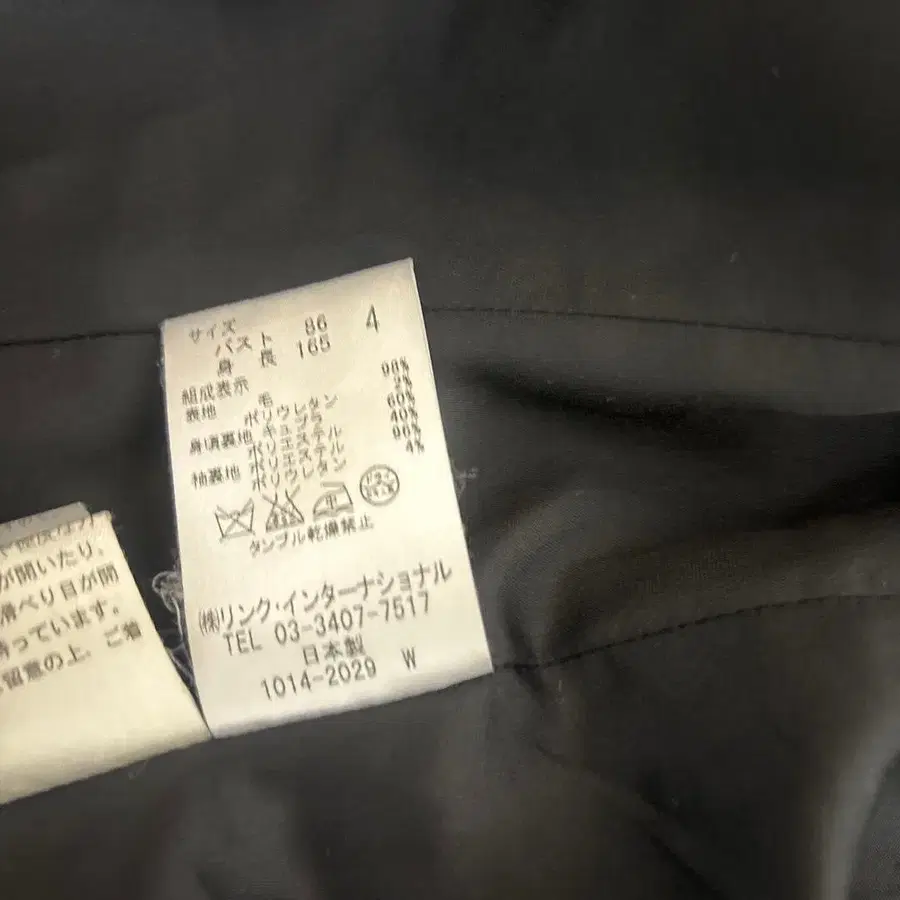 サイズ 4
バスト 86
身長 165
組成表示
表地 毛 98%
ポリウレタン 2%
身頃裏地 キュプラ 60%
ポリエステル 40%
袖裏地 ポリエステル 96%
ポリウレタン 4%
タンブル乾燥禁止
㈱リンク・インターナショナル
TEL 03-3407-7517
日本製
1014-2029 W
が開いたり、
滑べり目が閉
持っています。
留意の上、ご着